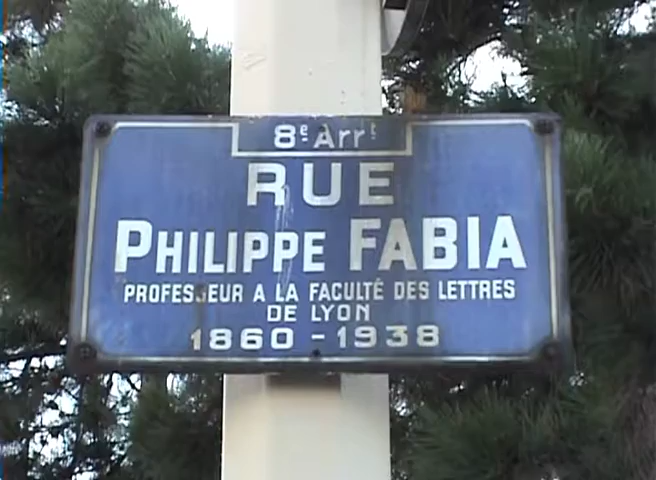 8e Arrt
RUE
PHILIPPE FABIA
PROFESSEUR A LA FACULTÉ DES LETTRES
DE LYON
1860 - 1938